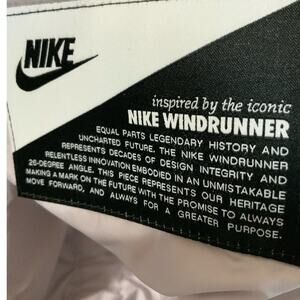 NIKE
inspired by the iconic
NIKE WINDRUNNER
EQUAL PARTS LEGENDARY HISTORY AND
UNCHARTED FUTURE. THE NIKE WINDRUNNER
REPRESENTS DECADES OF DESIGN INTEGRITY AND
RELENTLESS INNOVATION EMBODIED IN AN UNMISTAKABLE
26-DEGREE ANGLE. THIS PIECE REPRESENTS OUR HERITAGE
MAKING A MARK ON THE FUTURE WITH THE PROMISE TO ALWAYS
MOVE FORWARD, AND ALWAYS FOR A GREATER PURPOSE.